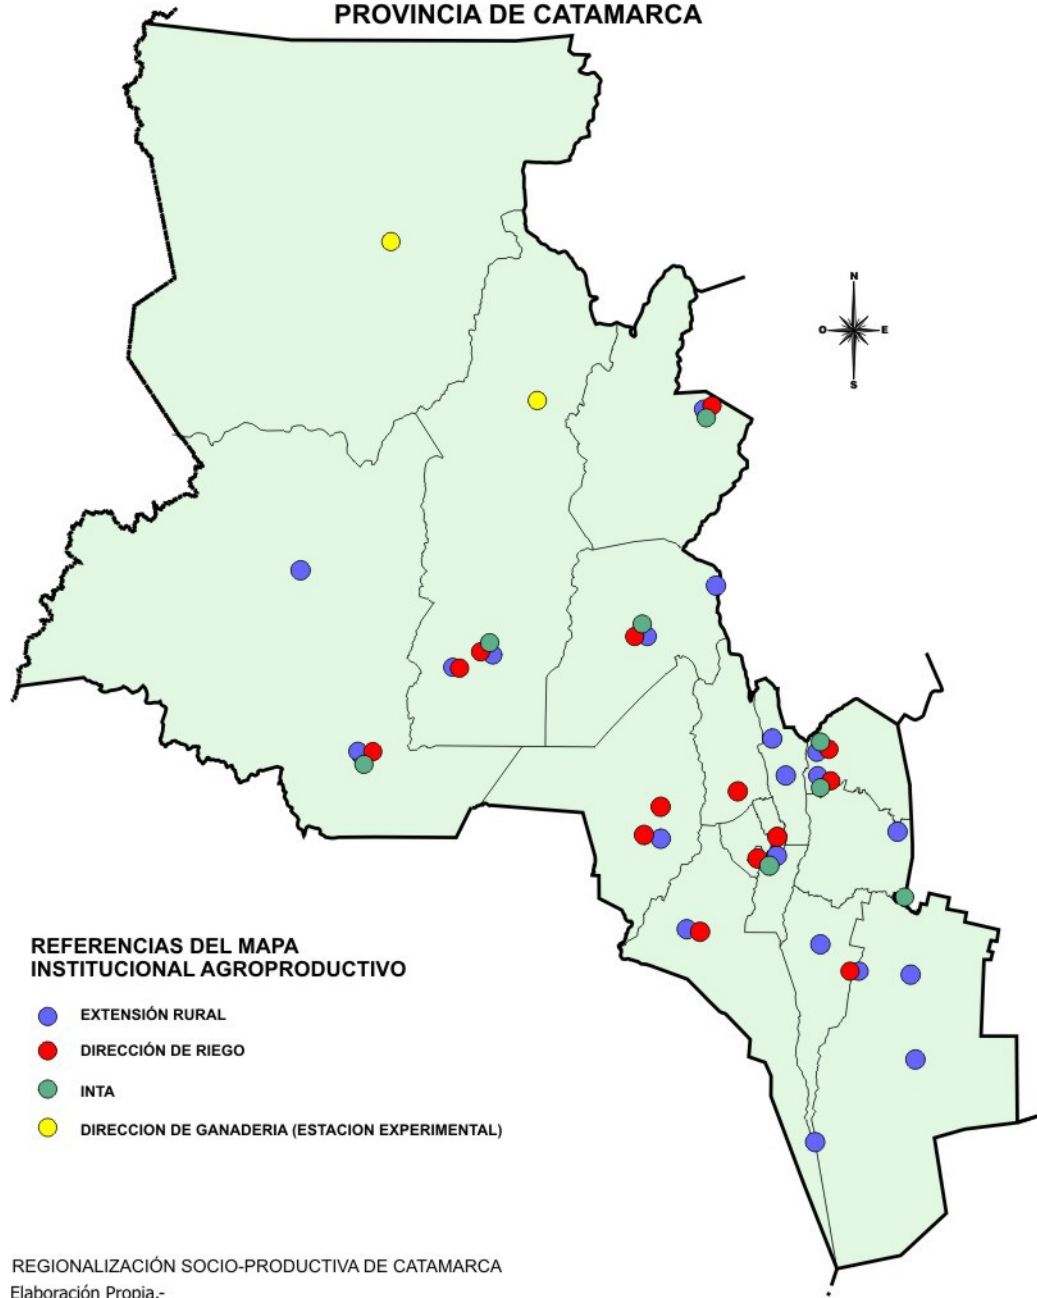 PROVINCIA DE CATAMARCA
N
O
E
S
REFERENCIAS DEL MAPA
INSTITUCIONAL AGROPRODUCTIVO
EXTENSIÓN RURAL
DIRECCIÓN DE RIEGO
INTA
DIRECCION DE GANADERIA (ESTACION EXPERIMENTAL)
REGIONALIZACIÓN SOCIO-PRODUCTIVA DE CATAMARCA
Elaboración Propia.-